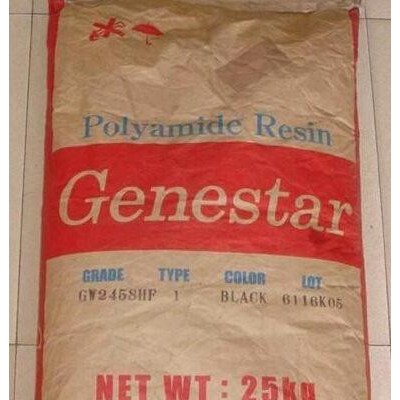 Polyamide Resin
Genestar
GRADE TYPE COLOR LOT
GW2458HF 1 BLACK 6116K05
NET WT : 25kg